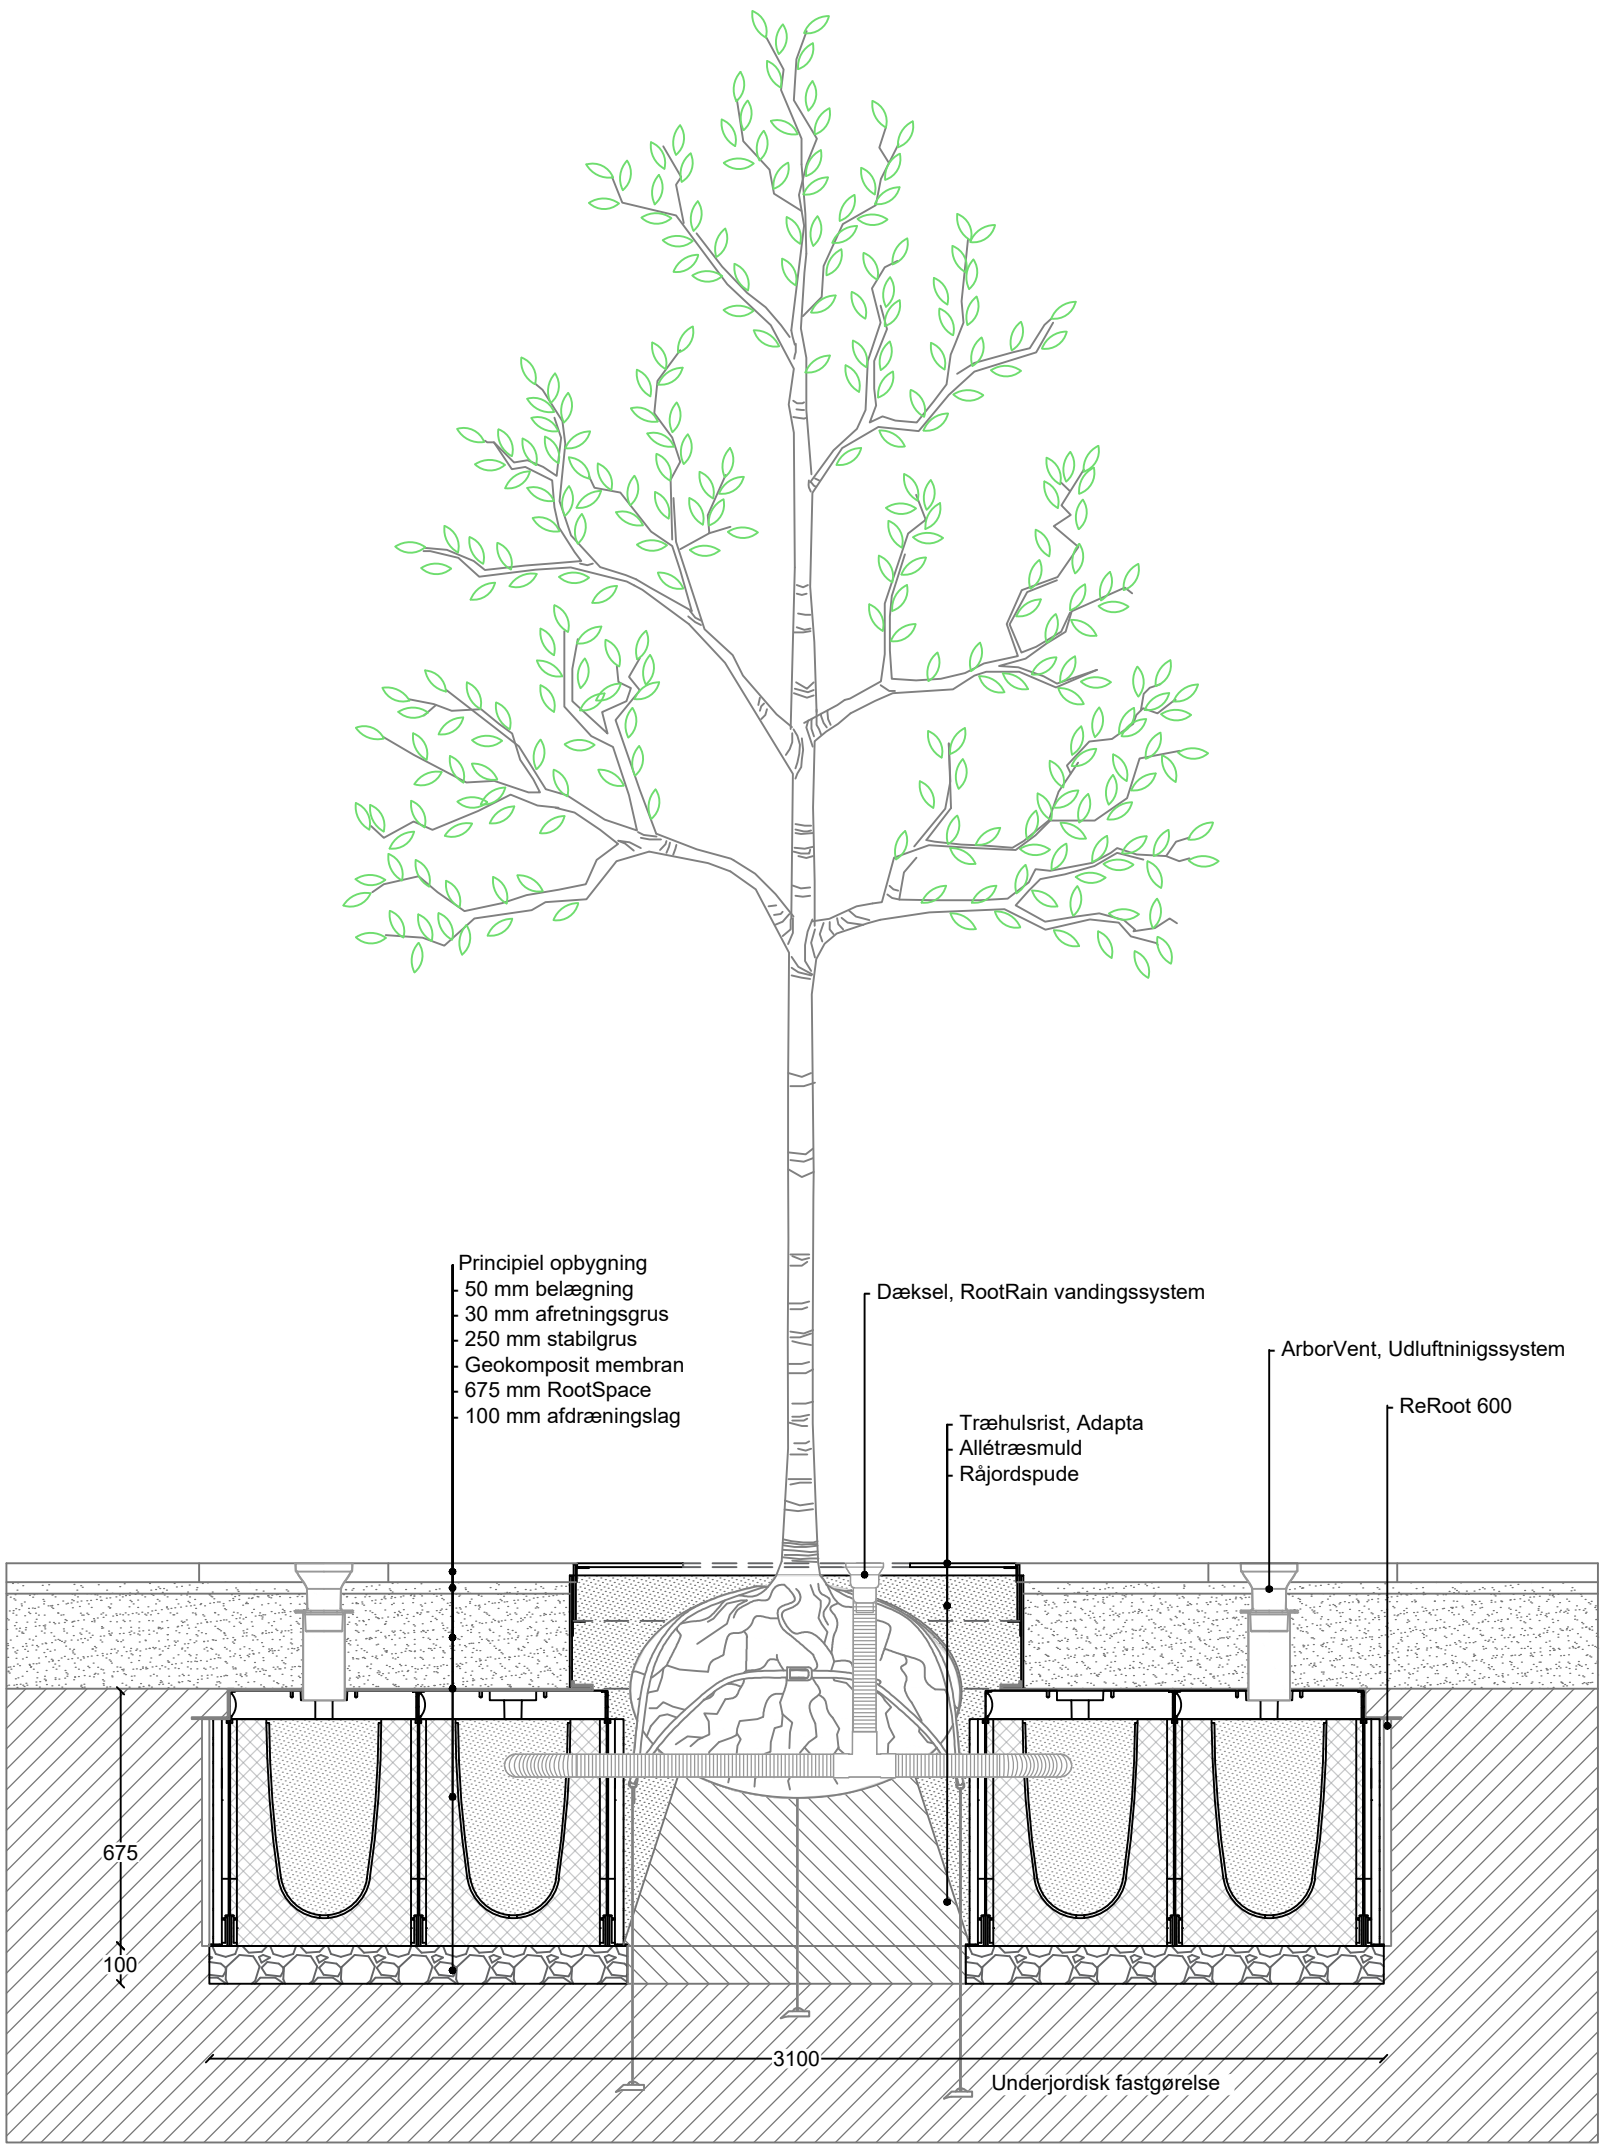 Principiel opbygning
50 mm belægning
30 mm afretningsgrus
250 mm stabilgrus
Geokomposit membran
675 mm RootSpace
100 mm afdræningslag
Dæksel, RootRain vandingssystem
ArborVent, Udluftninigssystem
ReRoot 600
Træhulsrist, Adapta
Allétræsmuld
Råjordspude
675
100
3100
Underjordisk fastgørelse